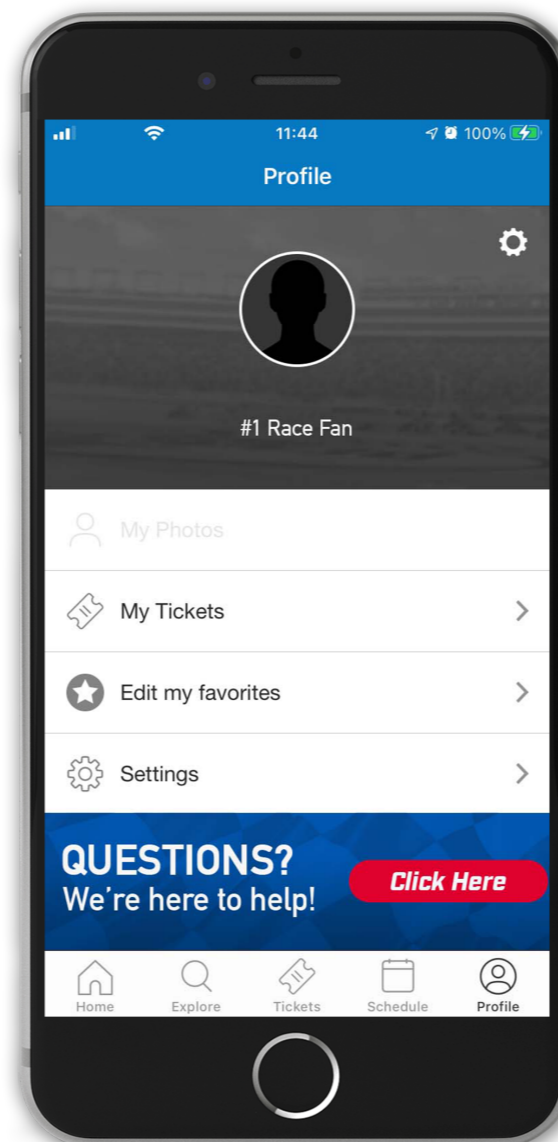 11:44
100%
Profile
#1 Race Fan
My Photos
My Tickets
Edit my favorites
Settings
QUESTIONS?
We're here to help!
Click Here
Home
Explore
Tickets
Schedule
Profile